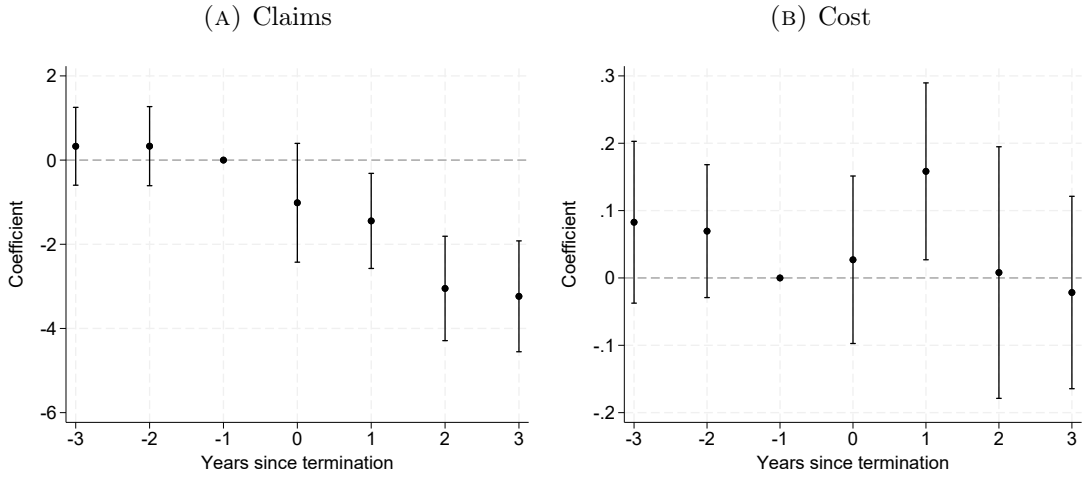 (A) Claims
2
0
-2
-4
-6
Coefficient
-3 -2 -1 0 1 2 3
Years since termination
(B) Cost
.3
.2
.1
0
-.1
-.2
Coefficient
-3 -2 -1 0 1 2 3
Years since termination